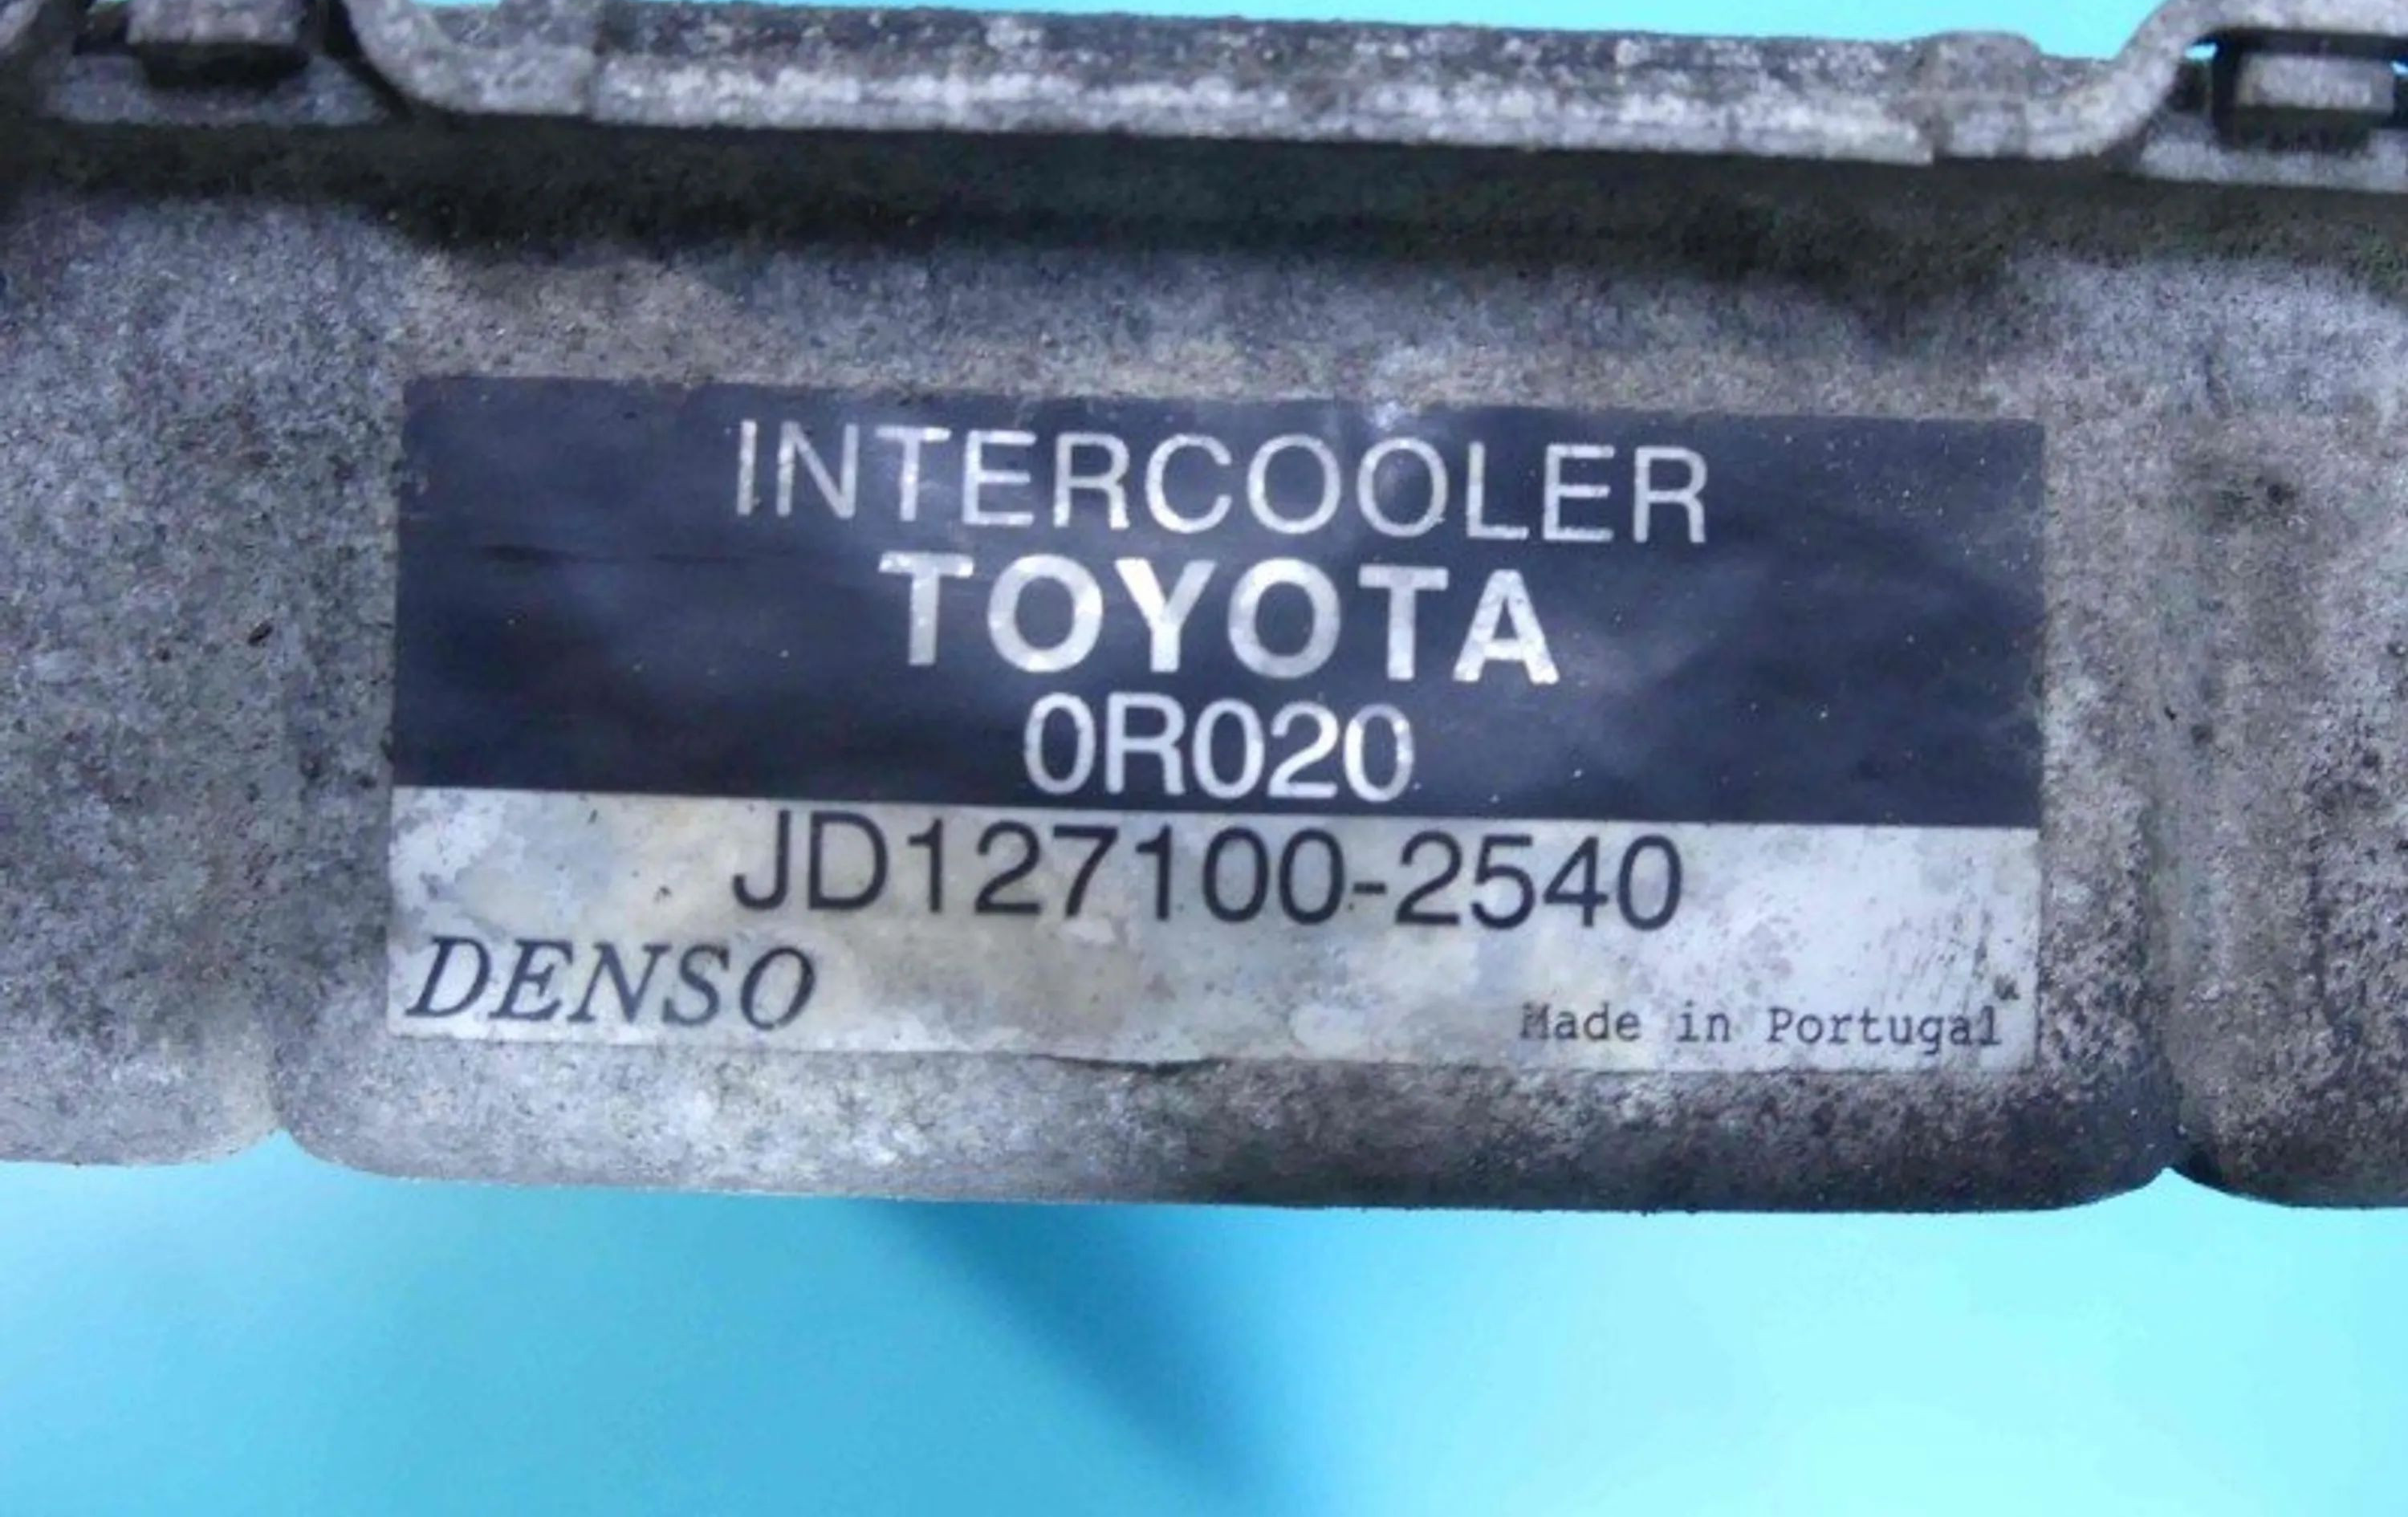 INTERCOOLER
TOYOTA
0R020
JD127100-2540
DENSO
Made in Portugal